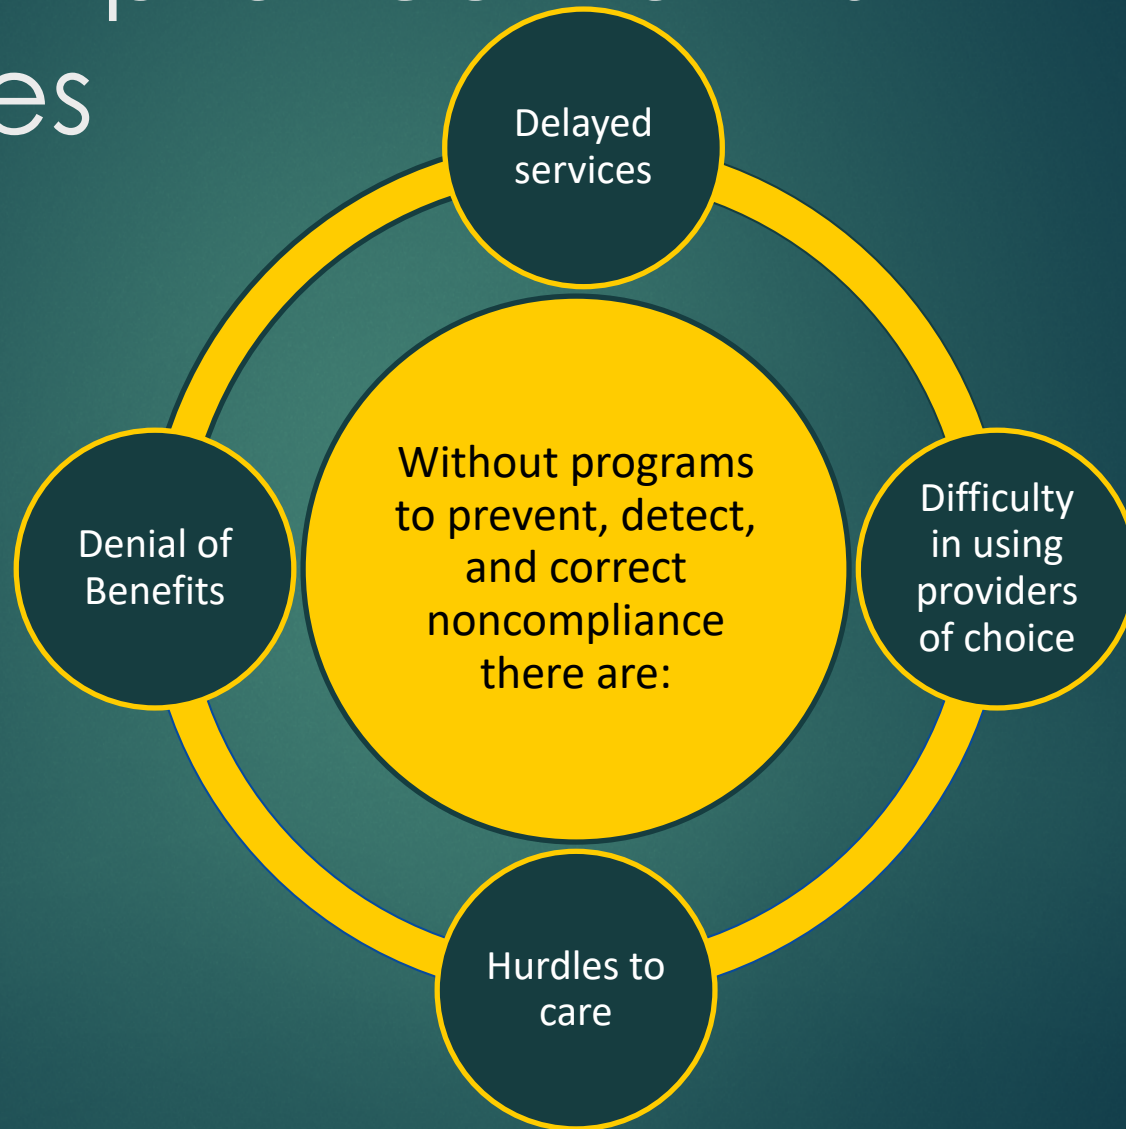 es
Delayed
services
Without programs
to prevent, detect,
and correct
noncompliance
there are:
Difficulty
in using
providers
of choice
Denial of
Benefits
Hurdles to
care